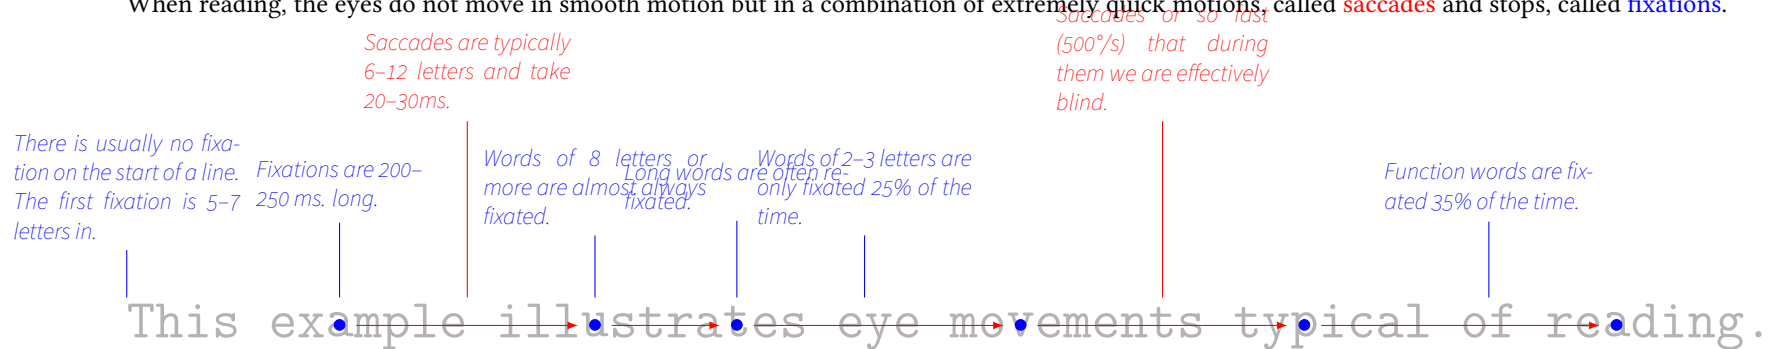 When reading, the eyes do not move in smooth motion but in a combination of extremely quick motions, called saccades and stops, called fixations.
Saccades are typically
6–12 letters and take
20–30ms.
Saccades or so fast
(500°/s) that during
them we are effectively
blind.
There is usually no fixa-
tion on the start of a line.
The first fixation is 5–7
letters in.
Fixations are 200–
250 ms. long.
Words of 8 letters or
more are almost always
fixated.
Long words are often re-
fixated.
Words of 2–3 letters are
only fixated 25% of the
time.
Function words are fix-
ated 35% of the time.
This example illustrates eye movements typical of reading.